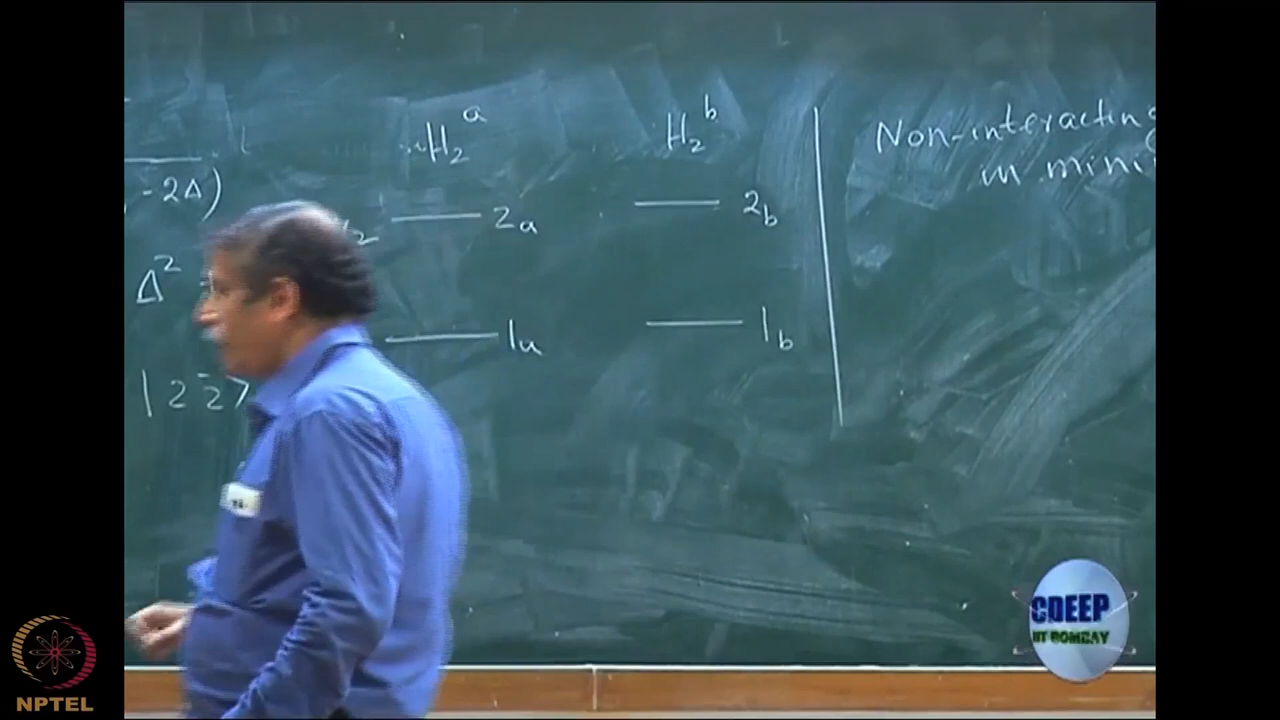 - 2Δ)
Δ²
|2 2̄>
H₂ᵃ
H₂ᵇ
2a
2b
1a
1b
Non-interacting
in mini
CDEEP
IIT BOMBAY
NPTEL